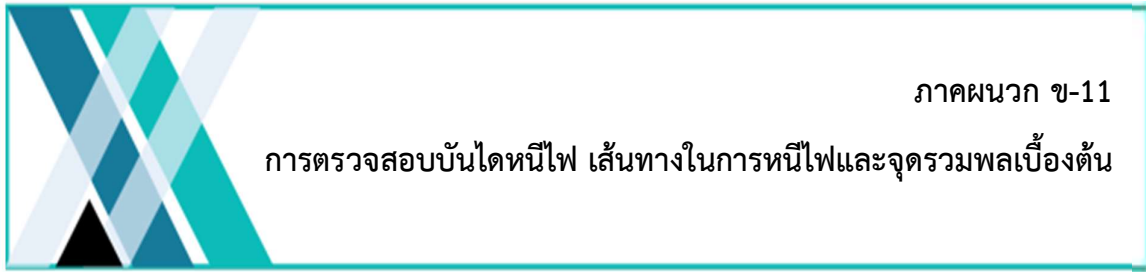 ภาคผนวก ข-11
การตรวจสอบบันไดหนีไฟ เส้นทางในการหนีไฟและจุดรวมพลเบื้องต้น